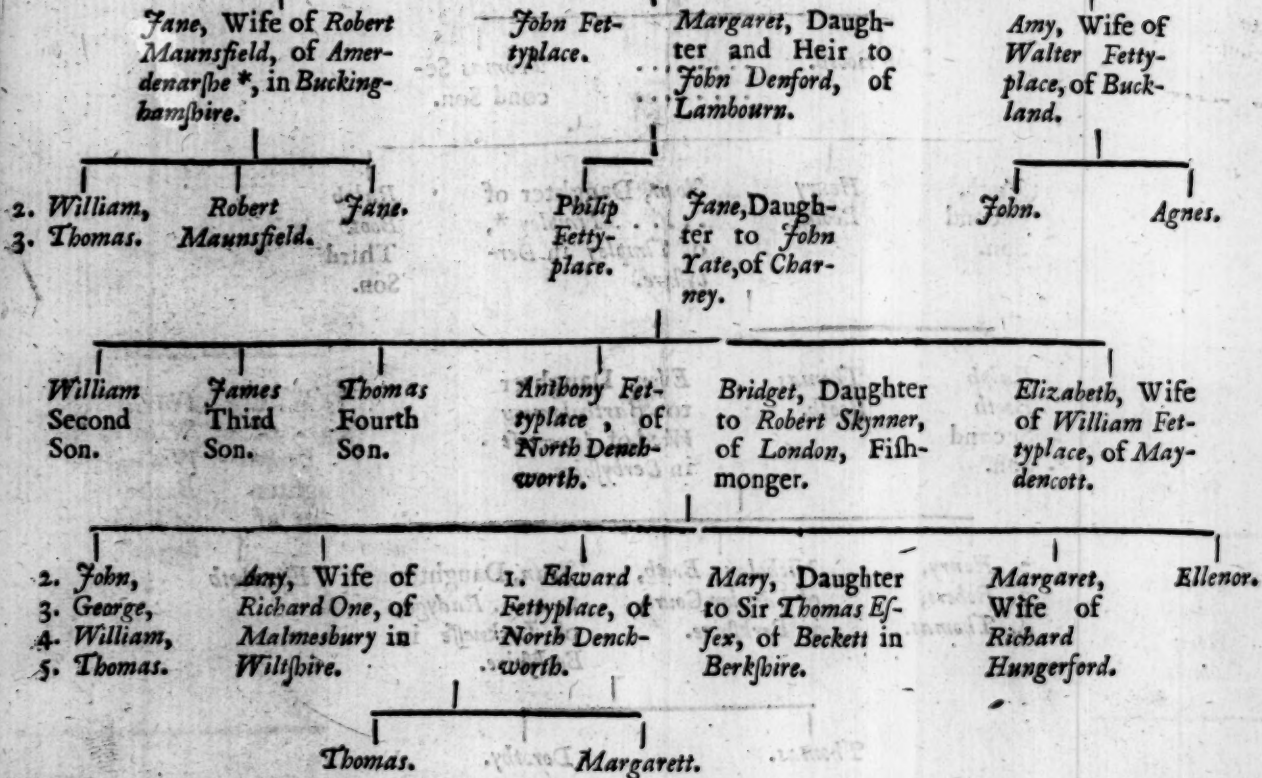 Jane, Wife of Robert
Maunsfield, of Amer-
denarshe *, in Bucking-
hamshire.
John Fet-
typlace.
Margaret, Daugh-
ter and Heir to
John Denford, of
Lambourn.
Amy, Wife of
Walter Fetty-
place, of Buck-
land.
2. William,
3. Thomas.
Robert
Maunsfield.
Jane.
Philip
Fetty-
place.
Jane, Daugh-
ter to John
Yate, of Char-
ney.
John.
Agnes.
William
Second
Son.
James
Third
Son.
Thomas
Fourth
Son.
Anthony Fet-
typlace, of
North Dench-
worth.
Bridget, Daughter
to Robert Skynner,
of London, Fish-
monger.
Elizabeth, Wife
of William Fet-
typlace, of May-
dencott.
2. John,
3. George,
4. William,
5. Thomas.
Amy, Wife of
Richard One, of
Malmesbury in
Wiltshire.
1. Edward
Fettyplace, of
North Dench-
worth.
Mary, Daughter
to Sir Thomas Es-
sex, of Beckett in
Berkshire.
Margaret,
Wife of
Richard
Hungerford.
Ellenor.
Thomas.
Margarett.